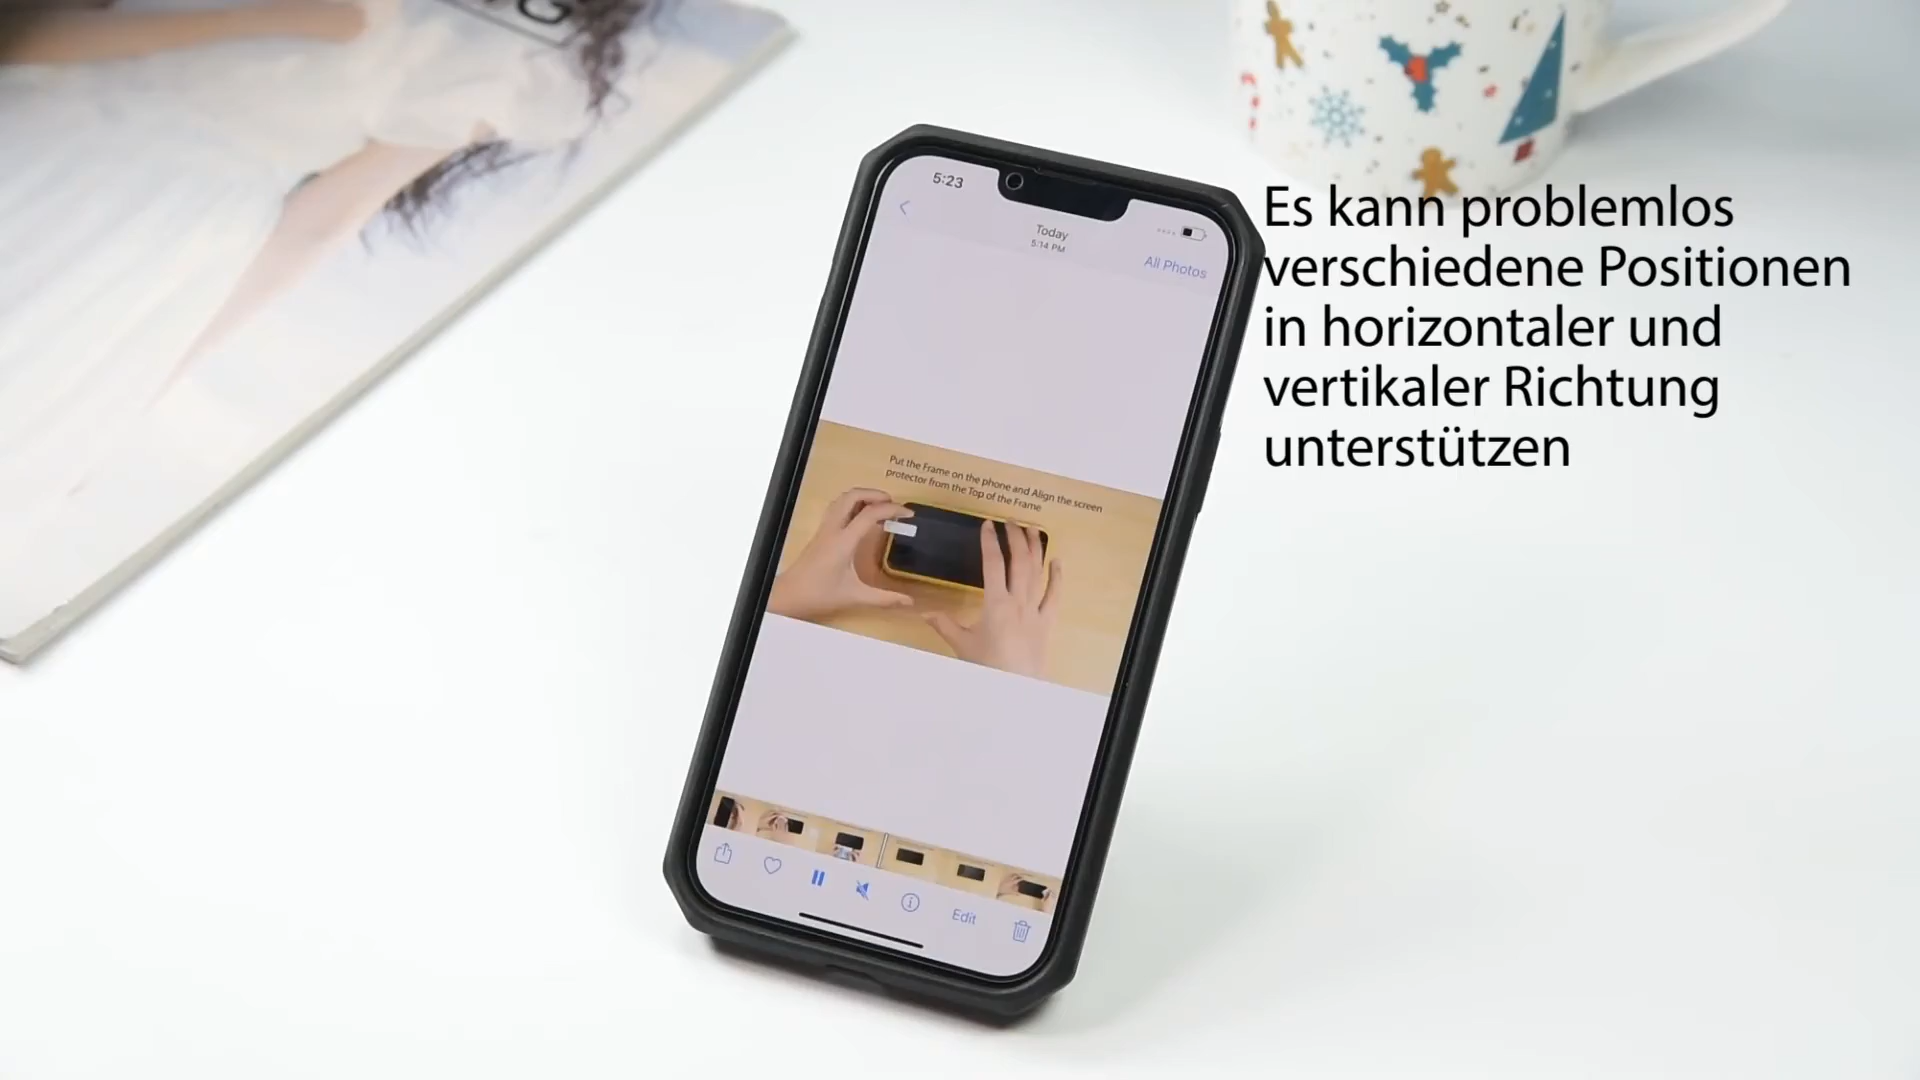 5:23
Today
5:14 PM
All Photos
Es kann problemlos
verschiedene Positionen
in horizontaler und
vertikaler Richtung
unterstützen
Put the Frame on the phone and Align the screen
protector from the Top of the Frame
Edit